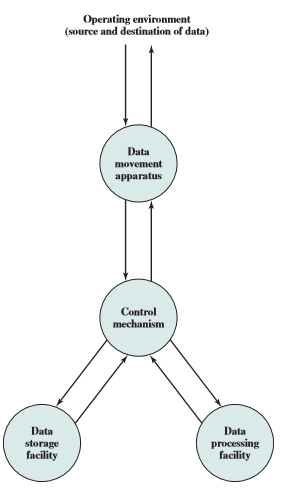 Operating environment
(source and destination of data)
Data
movement
apparatus
Control
mechanism
Data
storage
facility
Data
processing
facility